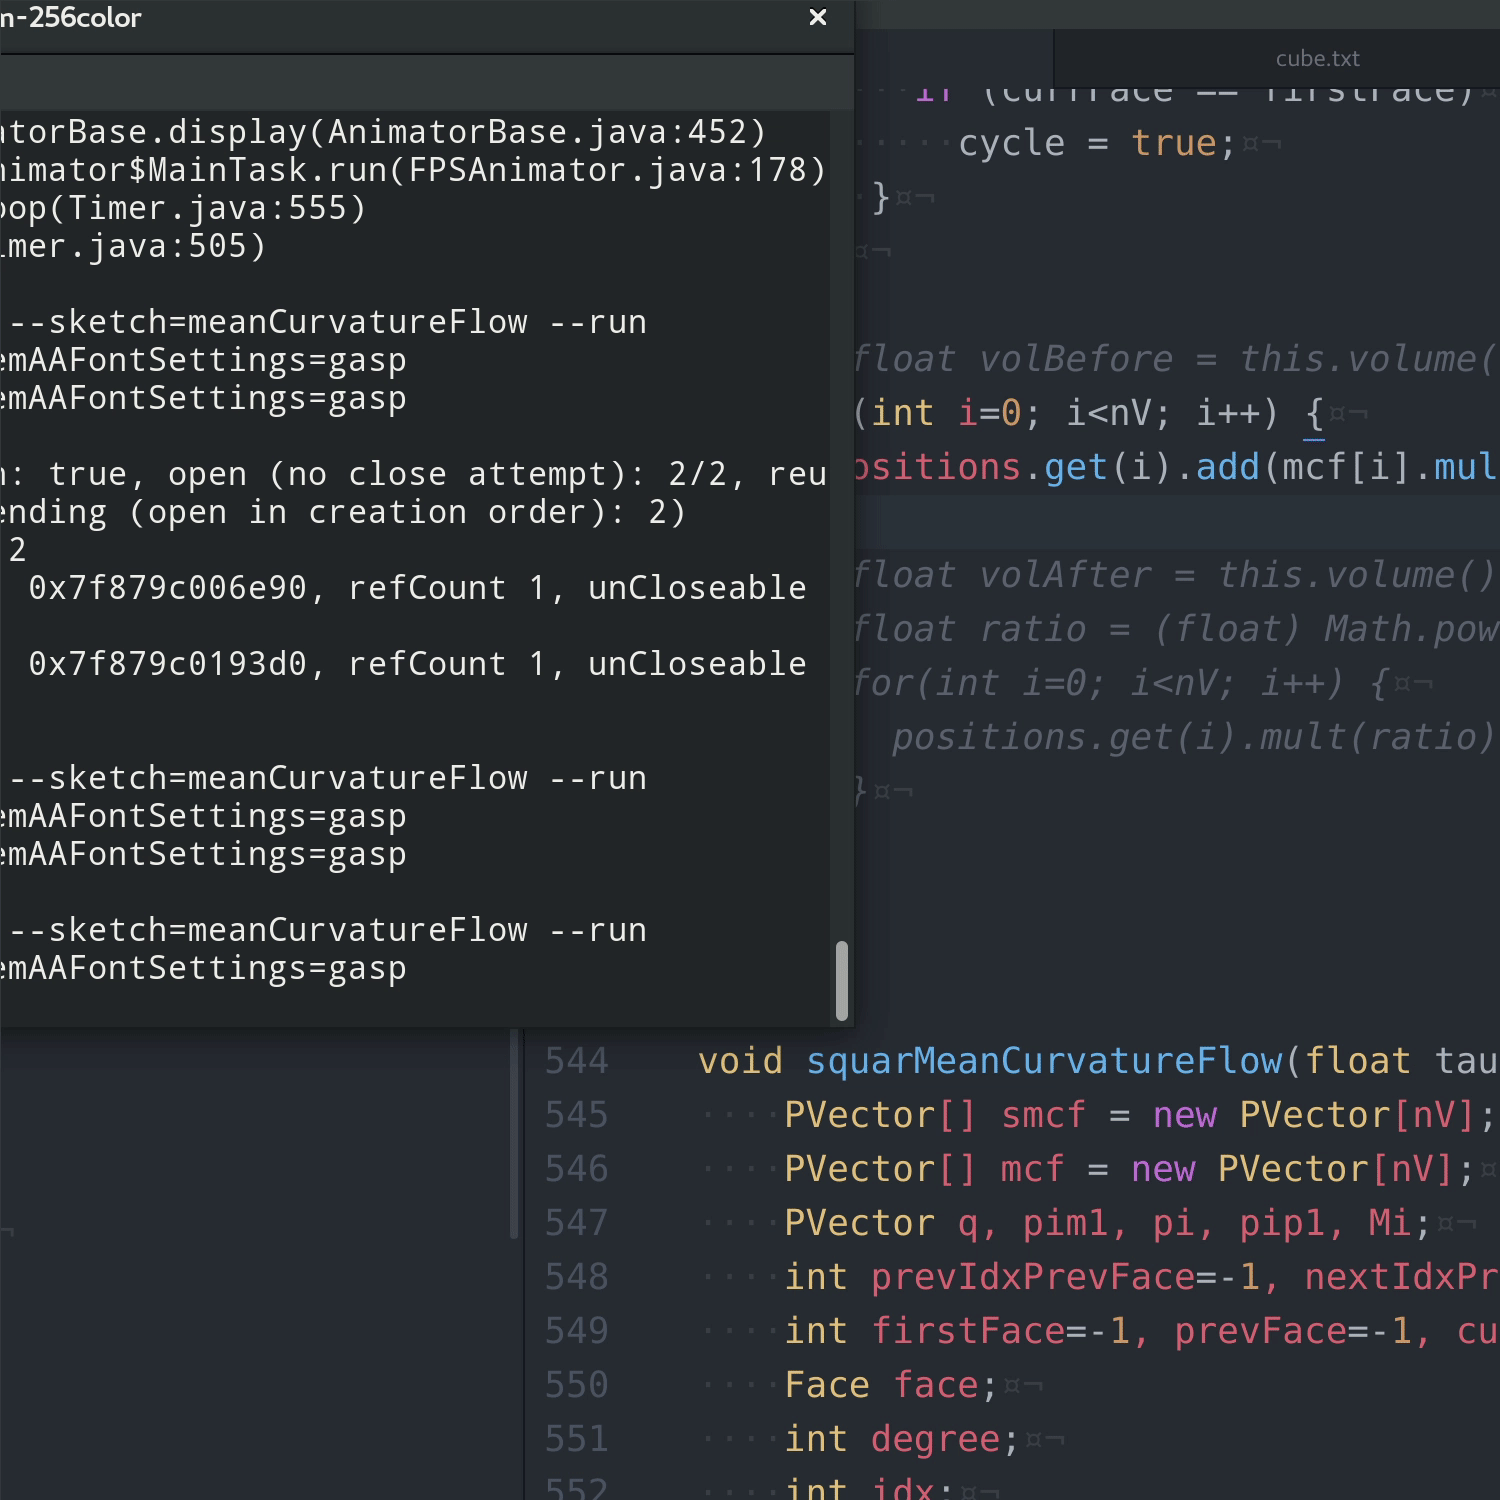 m-256color
atorBase.display(AnimatorBase.java:452)
nimator$MainTask.run(FPSAnimator.java:178)
oop(Timer.java:555)
imer.java:505)
--sketch=meanCurvatureFlow --run
emAAFontSettings=gasp
emAAFontSettings=gasp
n: true, open (no close attempt): 2/2, reu
ending (open in creation order): 2)
2
0x7f879c006e90, refCount 1, unCloseable
0x7f879c0193d0, refCount 1, unCloseable
--sketch=meanCurvatureFlow --run
emAAFontSettings=gasp
emAAFontSettings=gasp
--sketch=meanCurvatureFlow --run
emAAFontSettings=gasp
cube.txt
if (currFace == firstFace)¤
cycle = true;¤¬
}¤¬
¤¬
float volBefore = this.volume(
(int i=0; i<nV; i++) {¤¬
ositions.get(i).add(mcf[i].mul
float volAfter = this.volume()
float ratio = (float) Math.pow
for(int i=0; i<nV; i++) {¤¬
positions.get(i).mult(ratio)
}¤¬
544 void squarMeanCurvatureFlow(float tau
545 ····PVector[] smcf = new PVector[nV];
546 ····PVector[] mcf = new PVector[nV];¤
547 ····PVector q, pim1, pi, pip1, Mi;¤¬
548 ····int prevIdxPrevFace=-1, nextIdxPr
549 ····int firstFace=-1, prevFace=-1, cu
550 ····Face face;¤¬
551 ····int degree;¤¬
552 ····int idx;¤¬